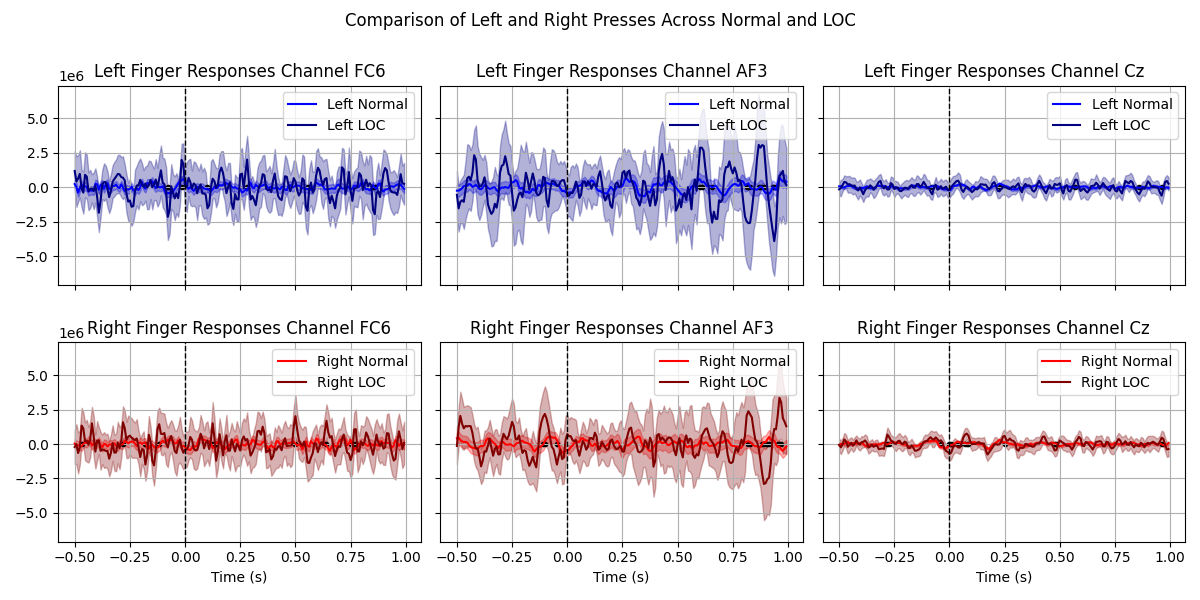 Comparison of Left and Right Presses Across Normal and LOC
1e6
Left Finger Responses Channel FC6
Left Finger Responses Channel AF3
Left Finger Responses Channel Cz
Left Normal
Left LOC
Left Normal
Left LOC
Left Normal
Left LOC
5.0
2.5
0.0
−2.5
−5.0
1e6
Right Finger Responses Channel FC6
Right Finger Responses Channel AF3
Right Finger Responses Channel Cz
Right Normal
Right LOC
Right Normal
Right LOC
Right Normal
Right LOC
5.0
2.5
0.0
−2.5
−5.0
−0.50 −0.25 0.00 0.25 0.50 0.75 1.00
−0.50 −0.25 0.00 0.25 0.50 0.75 1.00
−0.50 −0.25 0.00 0.25 0.50 0.75 1.00
Time (s)
Time (s)
Time (s)